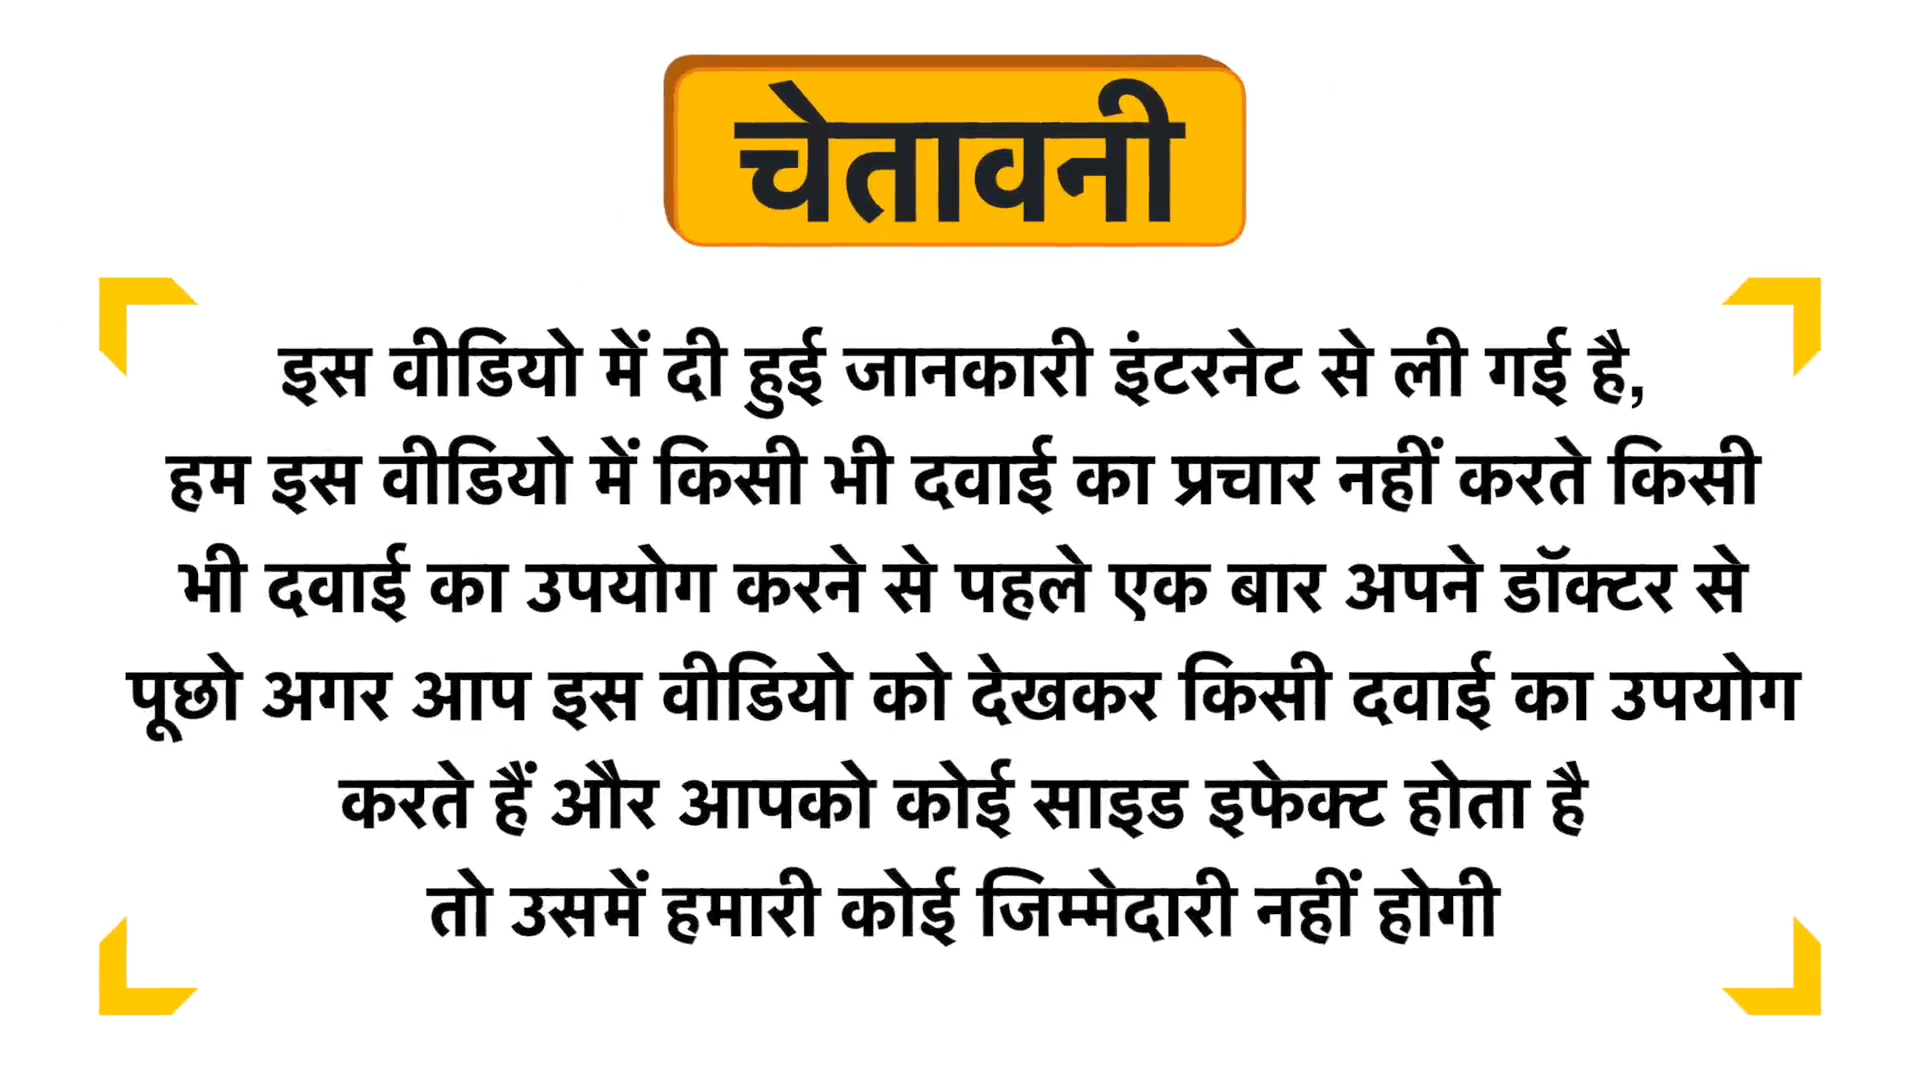 चेतावनी
इस वीडियो में दी हुई जानकारी इंटरनेट से ली गई है,
हम इस वीडियो में किसी भी दवाई का प्रचार नहीं करते किसी
भी दवाई का उपयोग करने से पहले एक बार अपने डॉक्टर से
पूछो अगर आप इस वीडियो को देखकर किसी दवाई का उपयोग
करते हैं और आपको कोई साइड इफेक्ट होता है
तो उसमें हमारी कोई जिम्मेदारी नहीं होगी